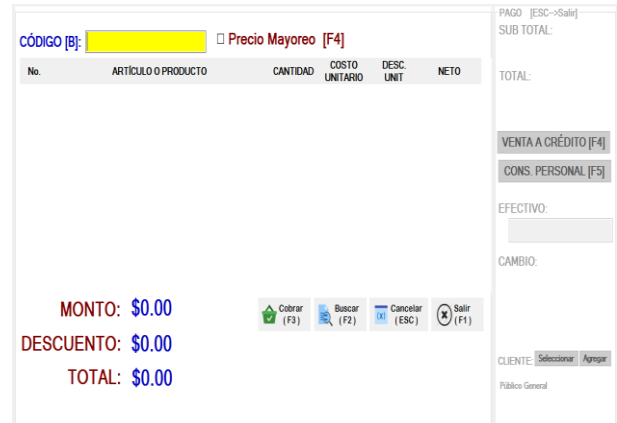 CÓDIGO [B]:
Precio Mayoreo [F4]
No. ARTÍCULO O PRODUCTO CANTIDAD COSTO UNITARIO DESC. UNIT NETO
MONTO: $0.00
DESCUENTO: $0.00
TOTAL: $0.00
Cobrar (F3)
Buscar (F2)
Cancelar (ESC)
Salir (F1)
PAGO [ESC-->Salir]
SUB TOTAL:
TOTAL:
VENTA A CRÉDITO [F4]
CONS. PERSONAL [F5]
EFECTIVO:
CAMBIO:
CLIENTE: Seleccionar Agregar
Público General